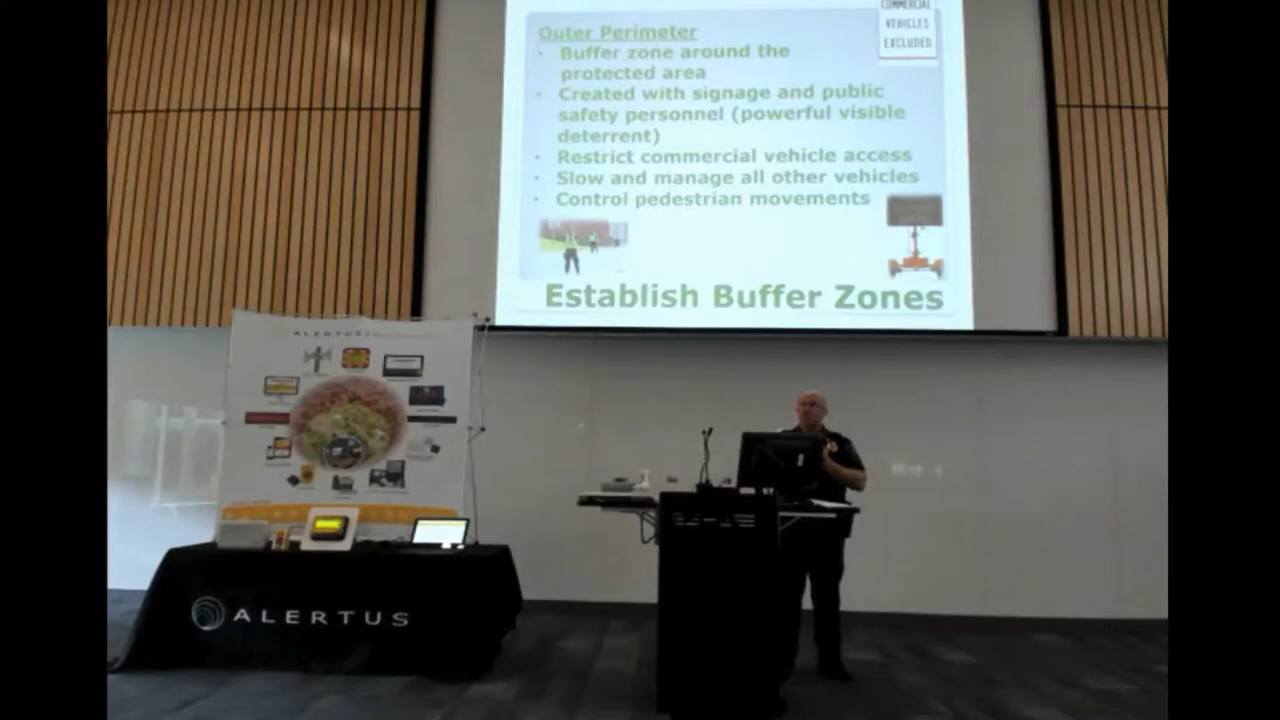 COMMERCIAL
VEHICLES
EXCLUDED
Outer Perimeter
· Buffer zone around the
protected area
· Created with signage and public
safety personnel (powerful visible
deterrent)
· Restrict commercial vehicle access
· Slow and manage all other vehicles
· Control pedestrian movements
Establish Buffer Zones
ALERTUS
ALERTUS